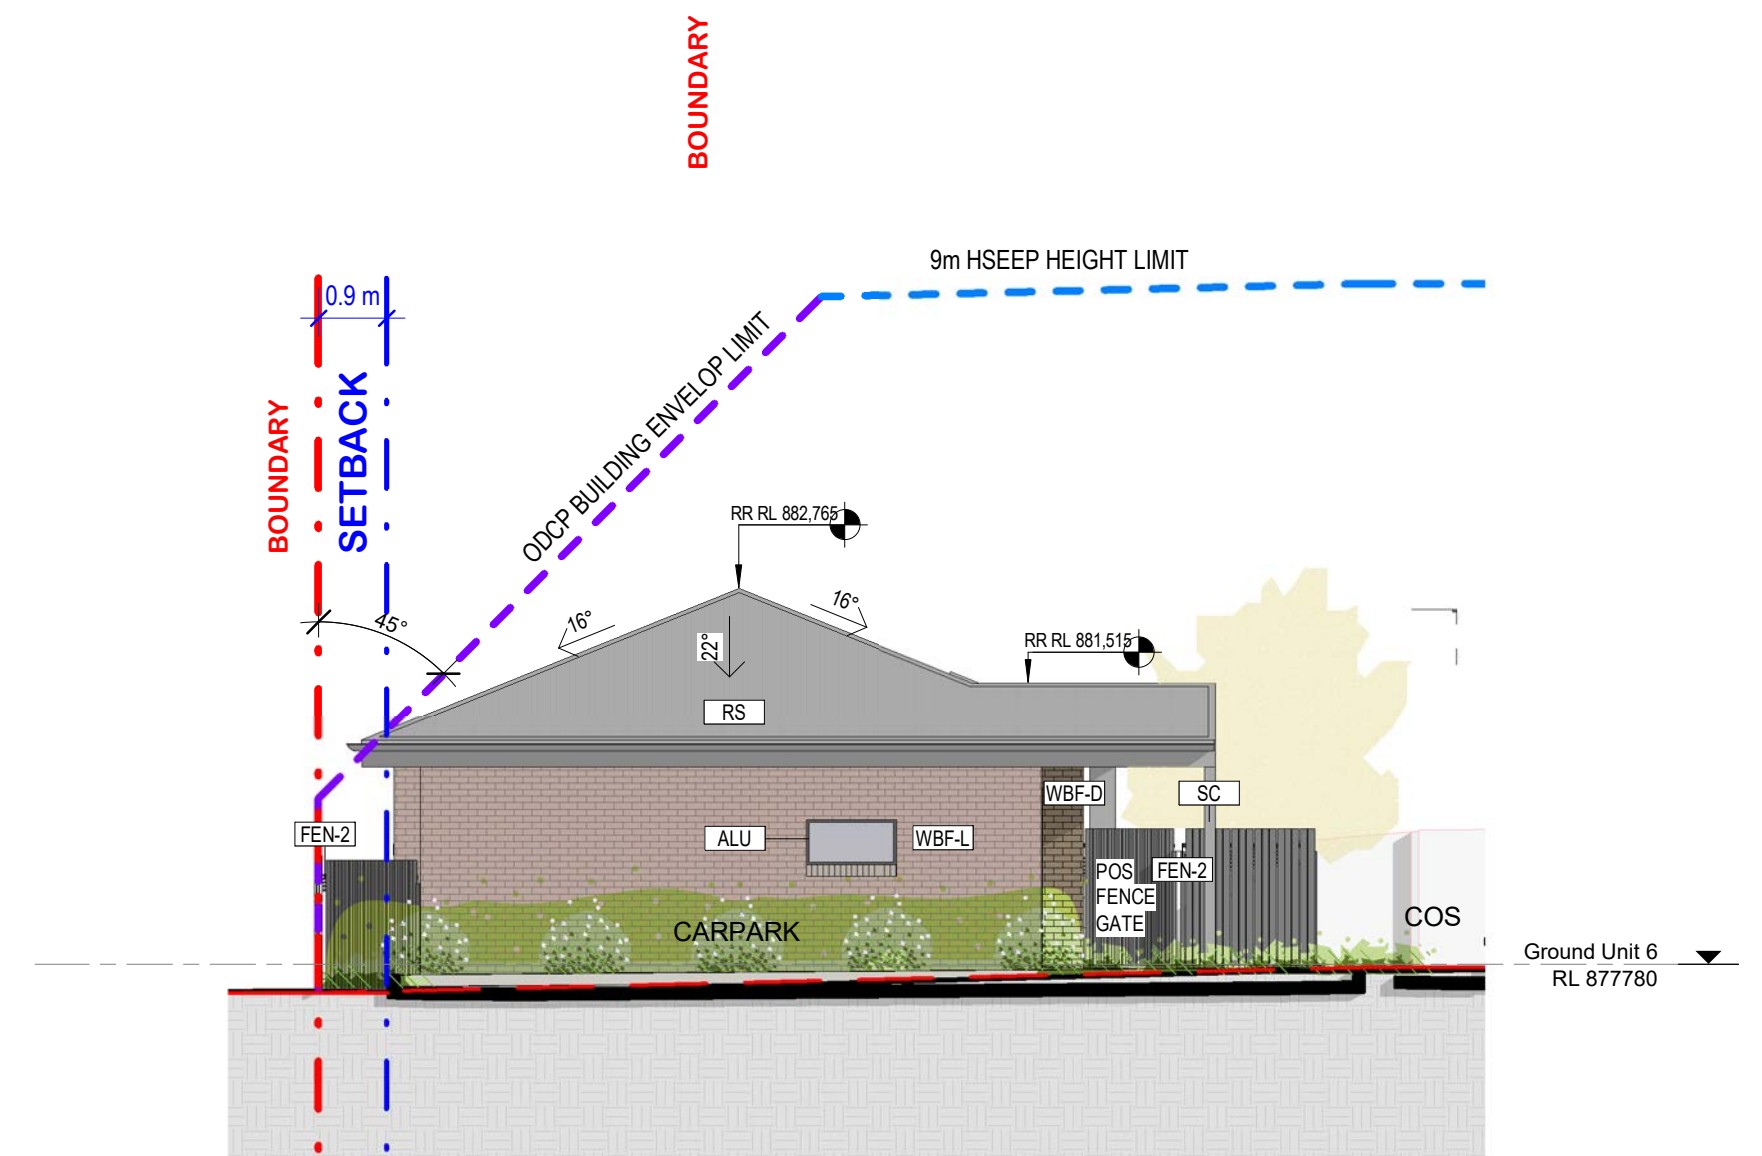 BOUNDARY
9m HSEEP HEIGHT LIMIT
0.9 m
ODCP BUILDING ENVELOP LIMIT
SETBACK
BOUNDARY
RR RL 882,765
45°
16°
16°
22°
RR RL 881,515
RS
WBF-D
SC
FEN-2
ALU
WBF-L
POS
FENCE
GATE
FEN-2
CARPARK
COS
Ground Unit 6
RL 877780